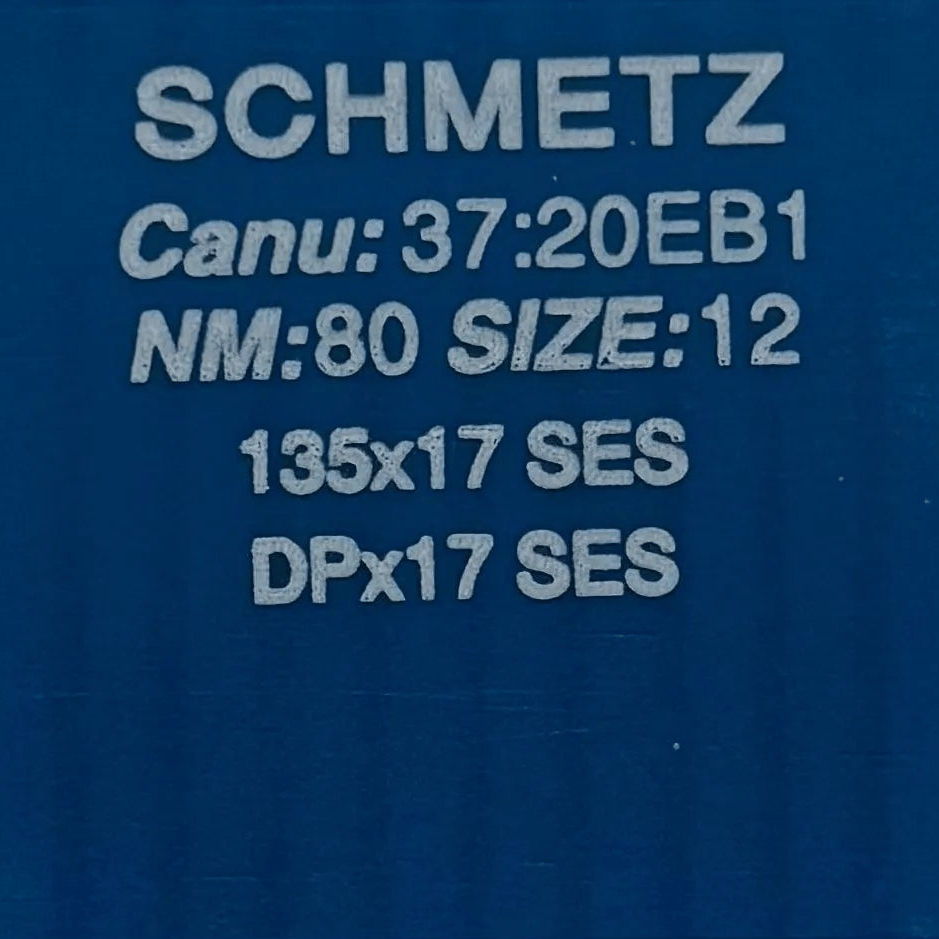 SCHMETZ
Canu: 37:20EB1
NM:80 SIZE:12
135x17 SES
DPx17 SES